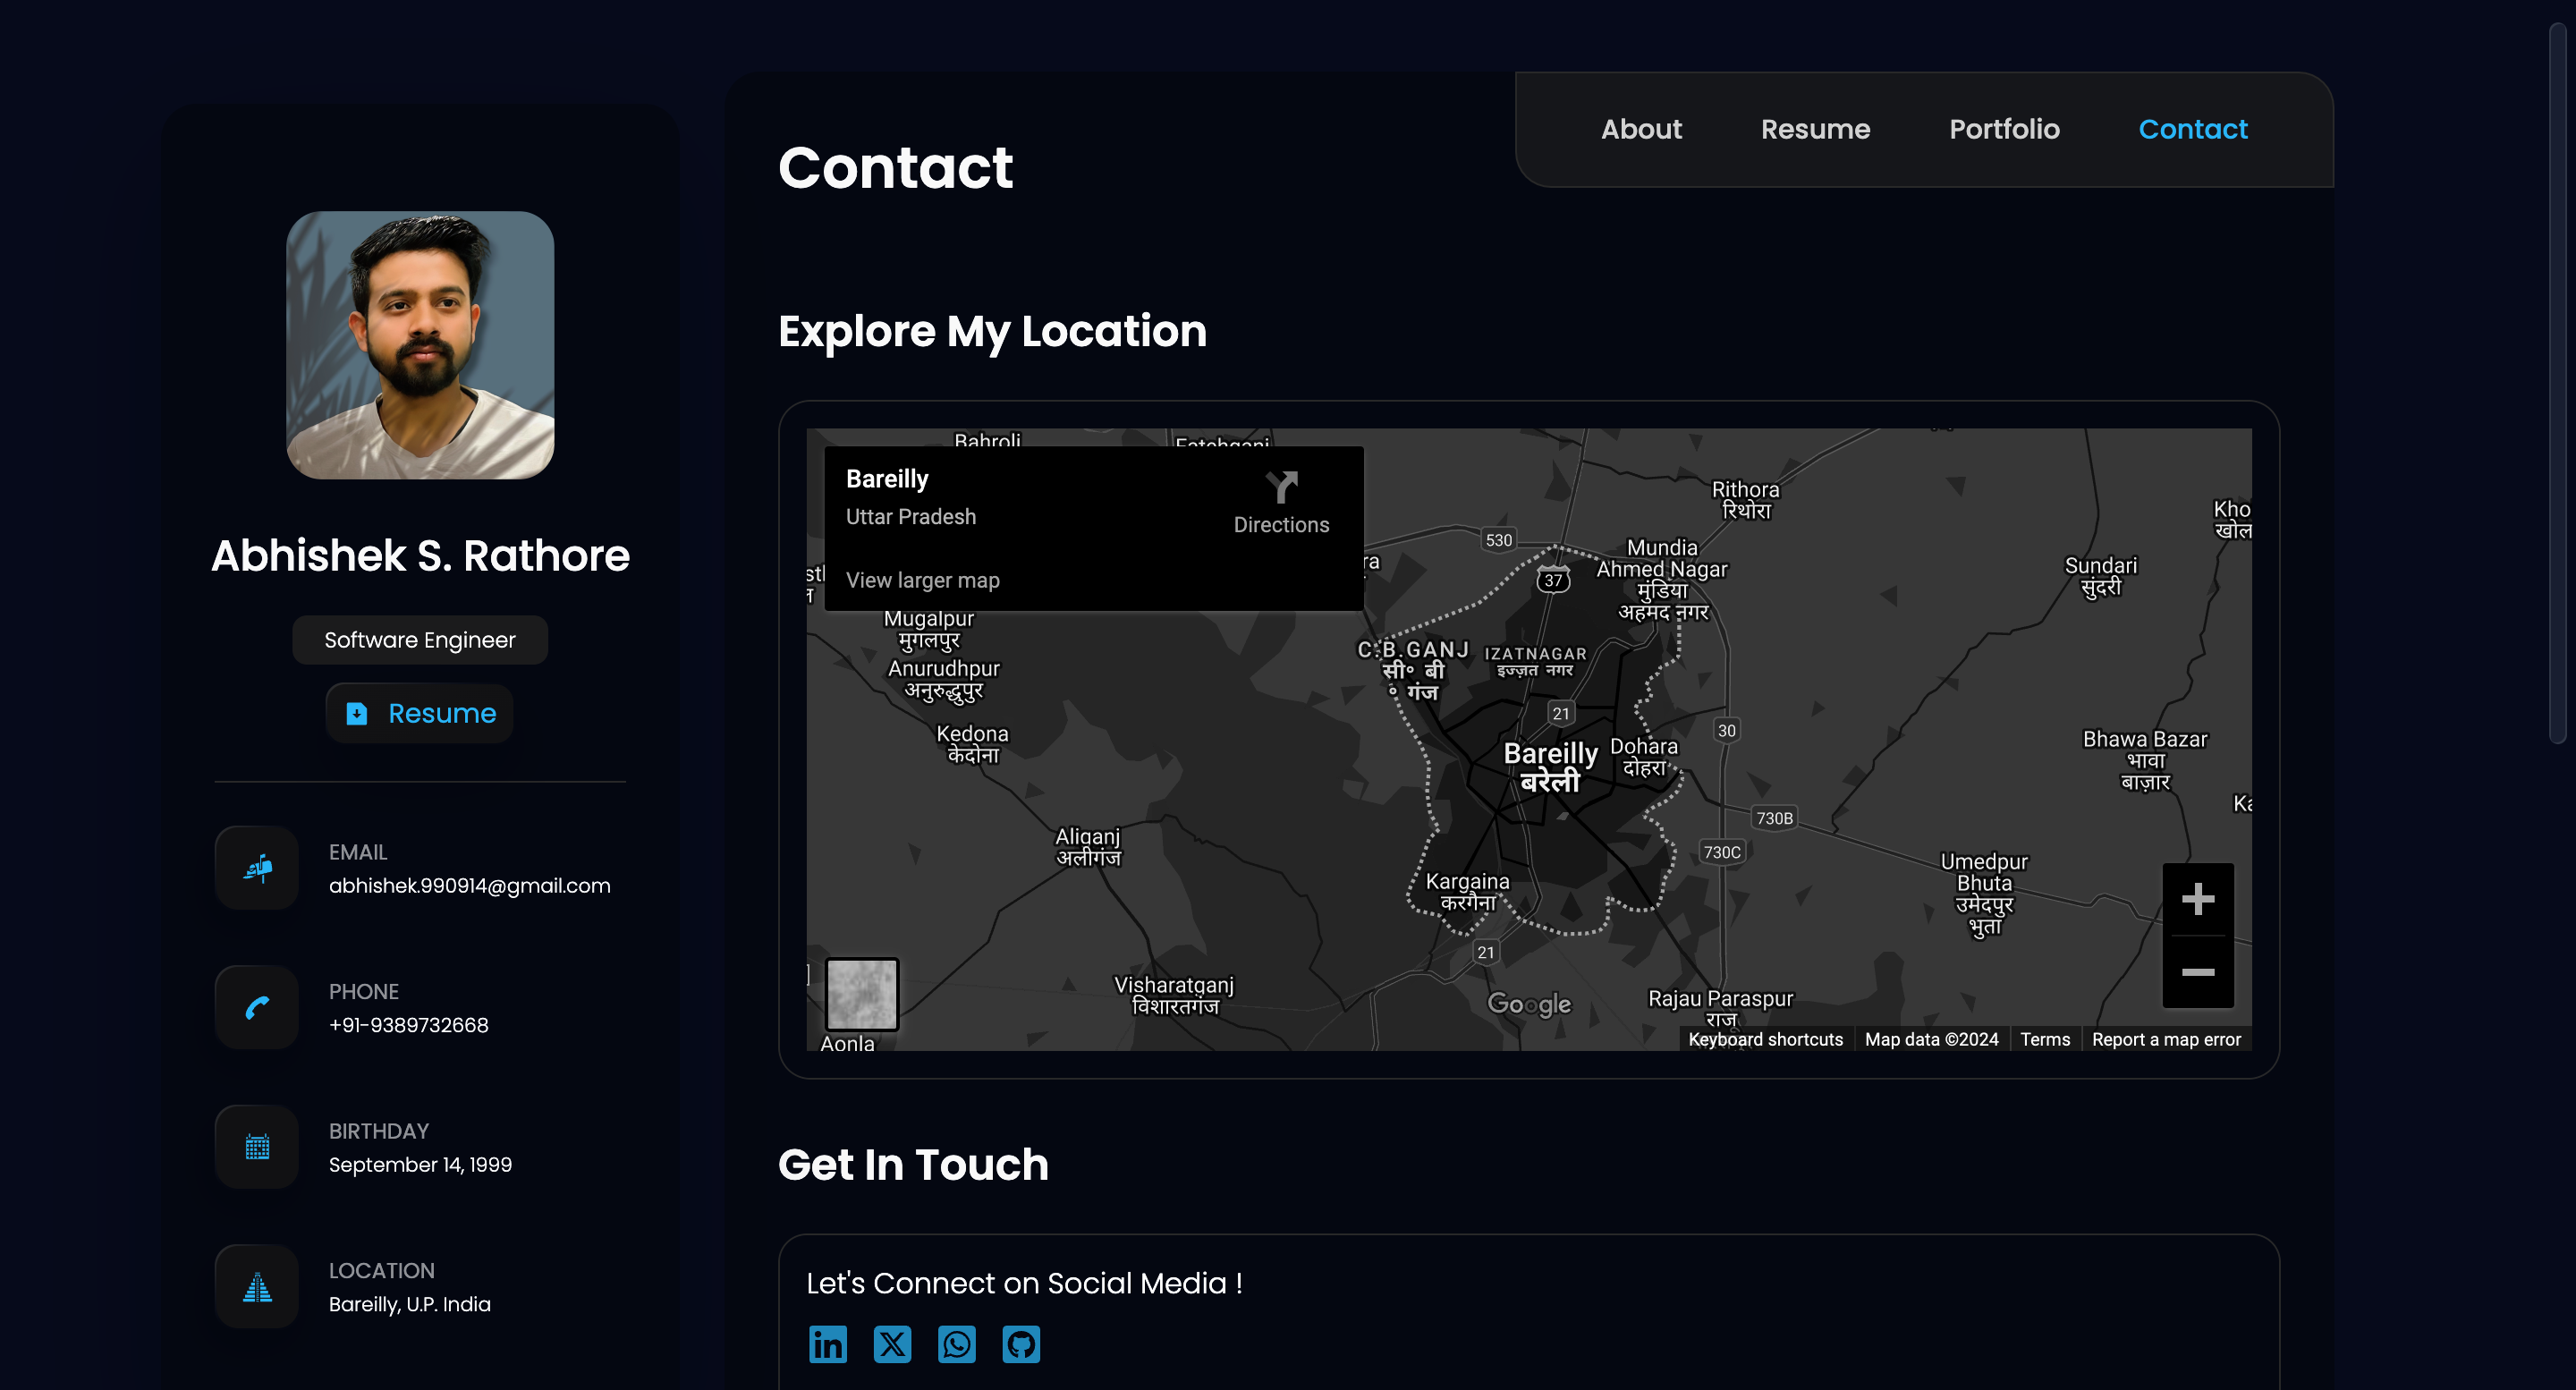 About
Resume
Portfolio
Contact
Abhishek S. Rathore
Software Engineer
Resume
EMAIL
abhishek.990914@gmail.com
PHONE
+91-9389732668
BIRTHDAY
September 14, 1999
LOCATION
Bareilly, U.P. India
Contact
Explore My Location
Bahroli
Bareilly
Uttar Pradesh
Directions
View larger map
Rithora
रिथोरा
530
37
Mundia
Ahmed Nagar
मुंडिया
अहमद नगर
Sundari
सुंदरी
Mugalpur
मुगलपुर
Anurudhpur
अनुरुद्धपुर
C.B.GANJ
सी॰ बी
॰ गंज
IZATNAGAR
इज़्ज़त नगर
21
30
Kedona
केदोना
Bareilly
बरेली
Dohara
दोहरा
Bhawa Bazar
भावा
बाज़ार
730B
730C
Aliganj
अलीगंज
Umedpur
Bhuta
उमेदपुर
भुता
Kargaina
करगैना
21
Visharatganj
विशारतगंज
Google
Rajau Paraspur
राजू
Aonla
Keyboard shortcuts
Map data ©2024
Terms
Report a map error
Get In Touch
Let's Connect on Social Media !
in